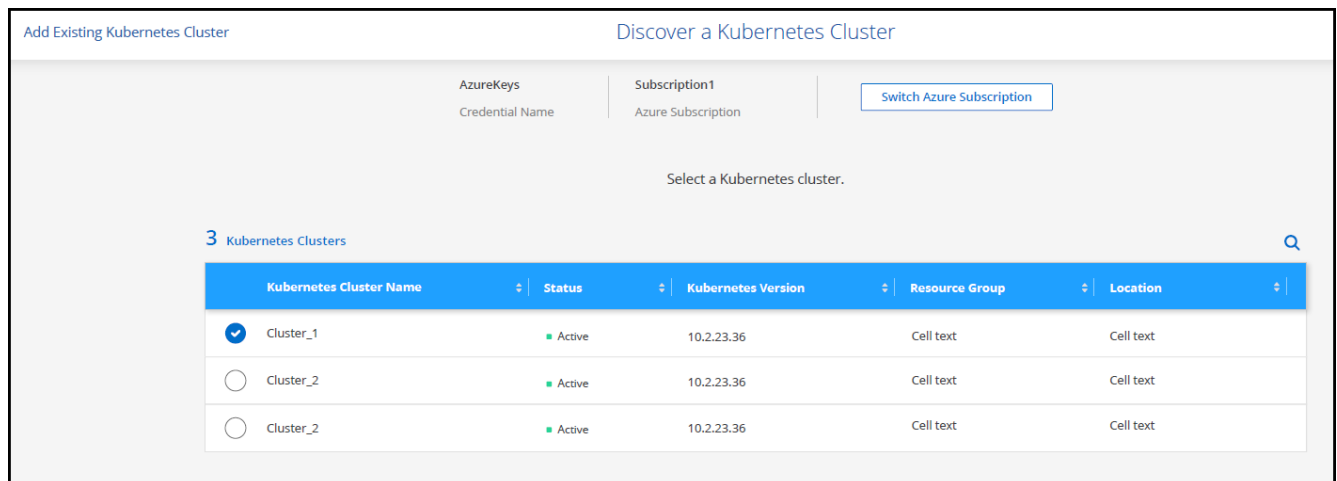 Add Existing Kubernetes Cluster
Discover a Kubernetes Cluster
AzureKeys
Subscription1
Switch Azure Subscription
Credential Name
Azure Subscription
Select a Kubernetes cluster.
3 Kubernetes Clusters
Kubernetes Cluster Name Status Kubernetes Version Resource Group Location
Cluster_1 Active 10.2.23.36 Cell text Cell text
Cluster_2 Active 10.2.23.36 Cell text Cell text
Cluster_2 Active 10.2.23.36 Cell text Cell text